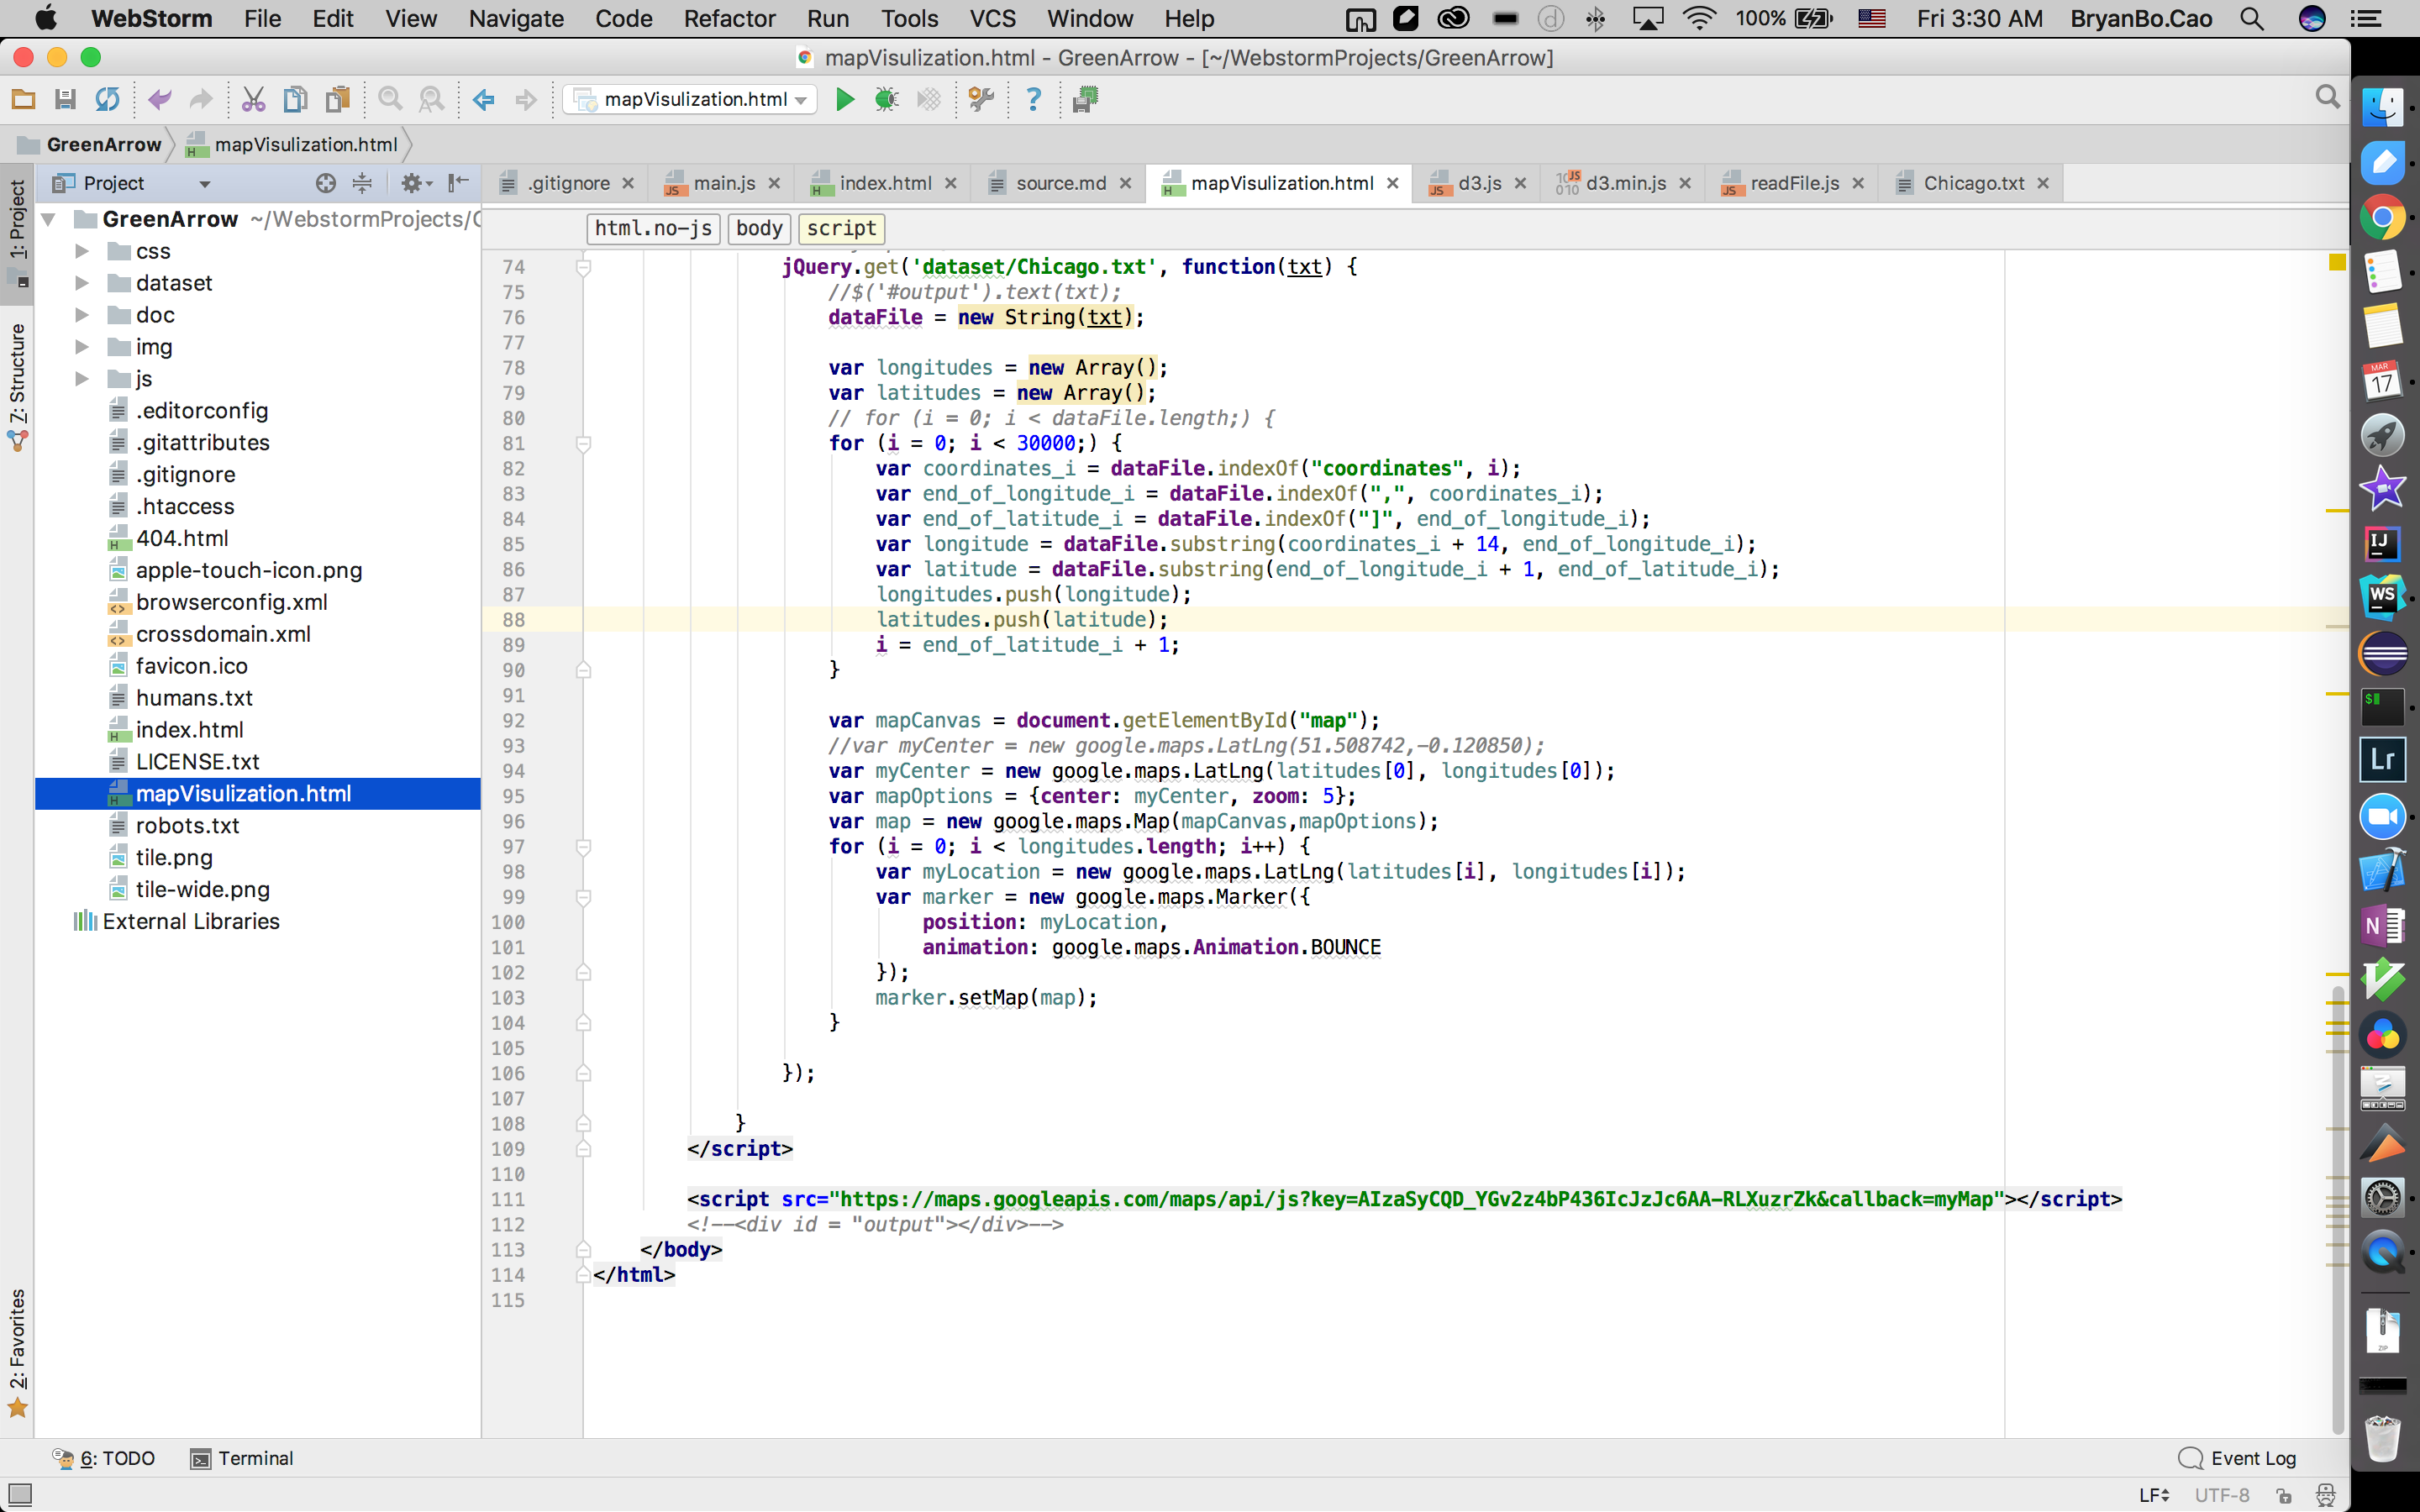 WebStorm File Edit View Navigate Code Refactor Run Tools VCS Window Help 100% Fri 3:30 AM BryanBo.Cao
mapVisulization.html - GreenArrow - [~/WebstormProjects/GreenArrow]
mapVisulization.html
GreenArrow mapVisulization.html
1: Project
7: Structure
2: Favorites
Project
GreenArrow ~/WebstormProjects/
css
dataset
doc
img
js
.editorconfig
.gitattributes
.gitignore
.htaccess
404.html
apple-touch-icon.png
browserconfig.xml
crossdomain.xml
favicon.ico
humans.txt
index.html
LICENSE.txt
mapVisulization.html
robots.txt
tile.png
tile-wide.png
External Libraries
.gitignore main.js index.html source.md mapVisulization.html d3.js d3.min.js readFile.js Chicago.txt
html.no-js body script
74 jQuery.get('dataset/Chicago.txt', function(txt) {
75 //$('#output').text(txt);
76 dataFile = new String(txt);
77
78 var longitudes = new Array();
79 var latitudes = new Array();
80 // for (i = 0; i < dataFile.length;) {
81 for (i = 0; i < 30000;) {
82 var coordinates_i = dataFile.indexOf("coordinates", i);
83 var end_of_longitude_i = dataFile.indexOf(",", coordinates_i);
84 var end_of_latitude_i = dataFile.indexOf("]", end_of_longitude_i);
85 var longitude = dataFile.substring(coordinates_i + 14, end_of_longitude_i);
86 var latitude = dataFile.substring(end_of_longitude_i + 1, end_of_latitude_i);
87 longitudes.push(longitude);
88 latitudes.push(latitude);
89 i = end_of_latitude_i + 1;
90 }
91
92 var mapCanvas = document.getElementById("map");
93 //var myCenter = new google.maps.LatLng(51.508742,-0.120850);
94 var myCenter = new google.maps.LatLng(latitudes[0], longitudes[0]);
95 var mapOptions = {center: myCenter, zoom: 5};
96 var map = new google.maps.Map(mapCanvas,mapOptions);
97 for (i = 0; i < longitudes.length; i++) {
98 var myLocation = new google.maps.LatLng(latitudes[i], longitudes[i]);
99 var marker = new google.maps.Marker({
100 position: myLocation,
101 animation: google.maps.Animation.BOUNCE
102 });
103 marker.setMap(map);
104 }
105
106 });
107
108 }
109 </script>
110
111 <script src="https://maps.googleapis.com/maps/api/js?key=AIzaSyCQD_YGv2z4bP436IcJzJc6AA-RLXuzrZk&callback=myMap"></script>
112 <!--<div id = "output"></div>-->
113 </body>
114 </html>
115
MAR
17
IJ
WS
Lr
N
ZIP
6: TODO Terminal Event Log
LF UTF-8